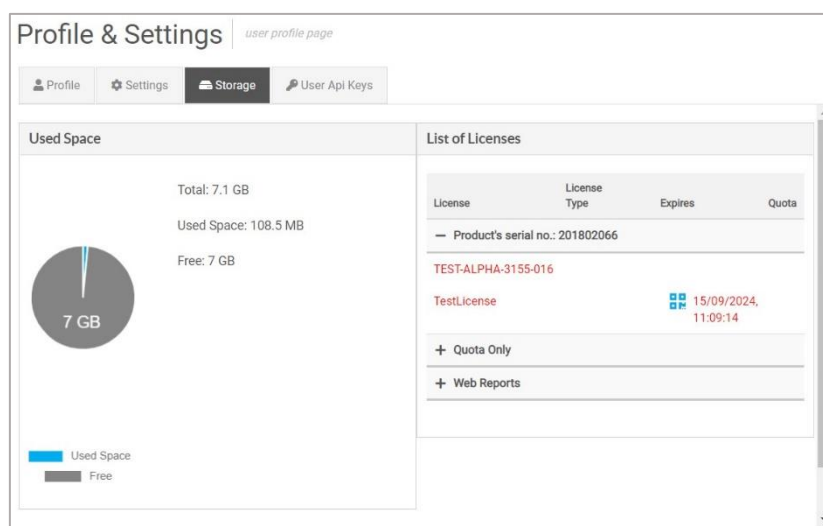 Profile & Settings user profile page
Profile Settings Storage User Api Keys
Used Space
Total: 7.1 GB
Used Space: 108.5 MB
Free: 7 GB
7 GB
Used Space
Free
List of Licenses
License License Type Expires Quota
Product's serial no.: 201802066
TEST-ALPHA-3155-016
TestLicense 15/09/2024,
11:09:14
+ Quota Only
+ Web Reports